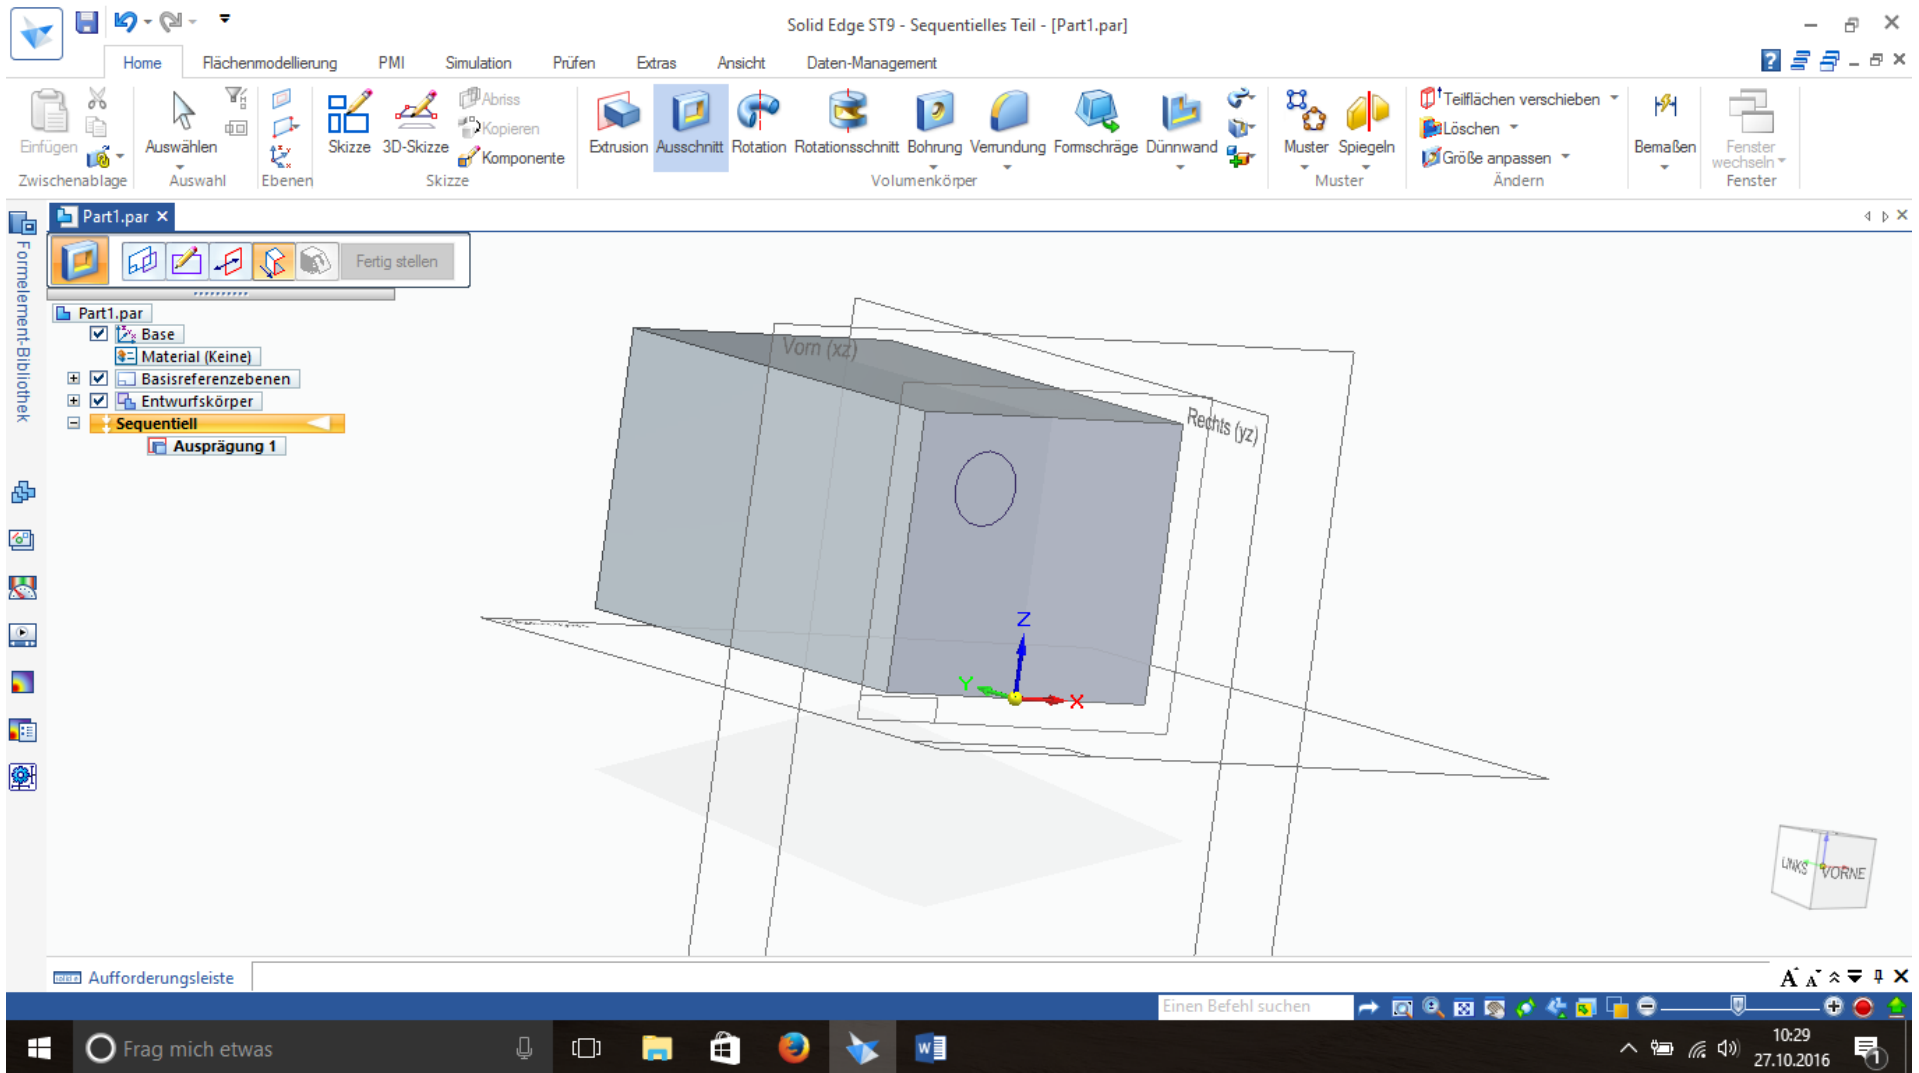 Solid Edge ST9 - Sequentielles Teil - [Part1.par]
Home Flächenmodellierung PMI Simulation Prüfen Extras Ansicht Daten-Management
Einfügen
Auswählen
Skizze
3D-Skizze
Abriss
Kopieren
Komponente
Extrusion
Ausschnitt
Rotation
Rotationsschnitt
Bohrung
Verrundung
Formschräge
Dünnwand
Muster
Spiegeln
Teilflächen verschieben
Löschen
Größe anpassen
Bemaßen
Fenster
wechseln
Zwischenablage Auswahl Ebenen Skizze Volumenkörper Muster Ändern Fenster
Part1.par
Formelement-Bibliothek
Fertig stellen
Part1.par
Base
Material (Keine)
Basisreferenzebenen
Entwurfskörper
Sequentiell
Ausprägung 1
Vorn (xz)
Rechts (yz)
Z
Y
X
LINKS
VORNE
Aufforderungsleiste
Einen Befehl suchen
Frag mich etwas
10:29
27.10.2016
1